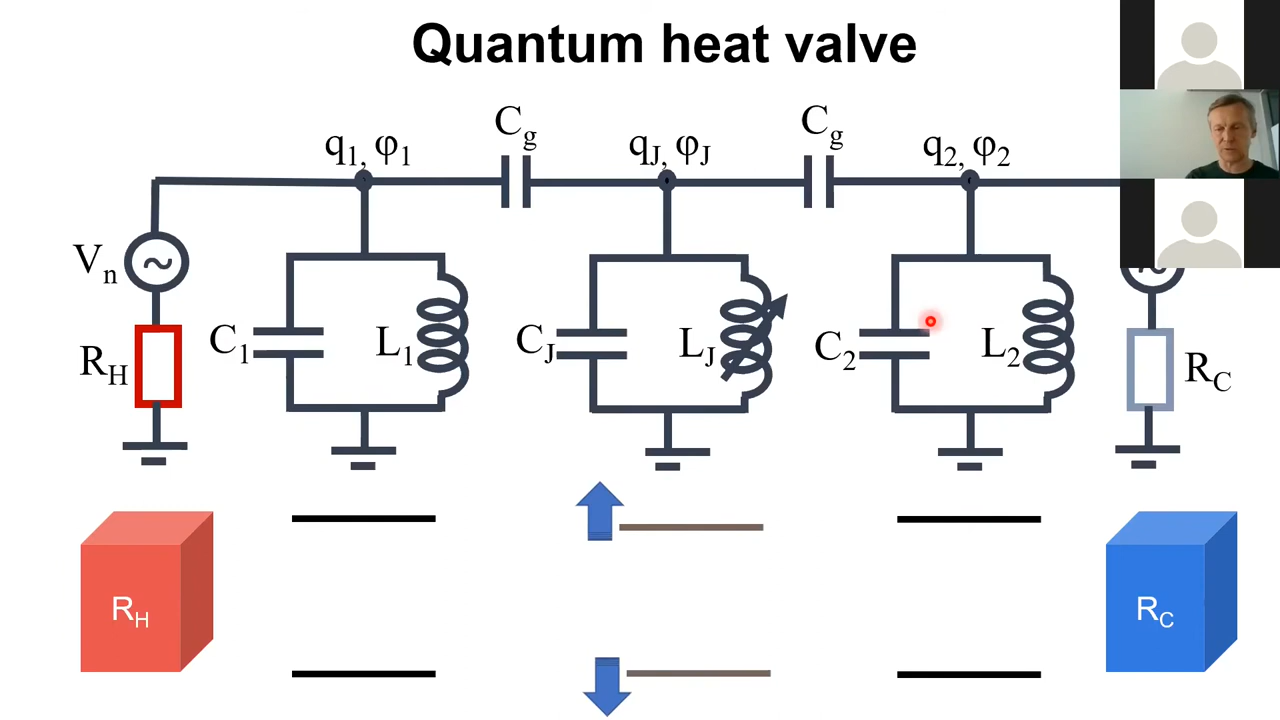 Quantum heat valve
C_g C_g
q_1, φ_1 q_J, φ_J q_2, φ_2
V_n
R_H C_1 L_1 C_J L_J C_2 L_2 R_C
R_H R_C